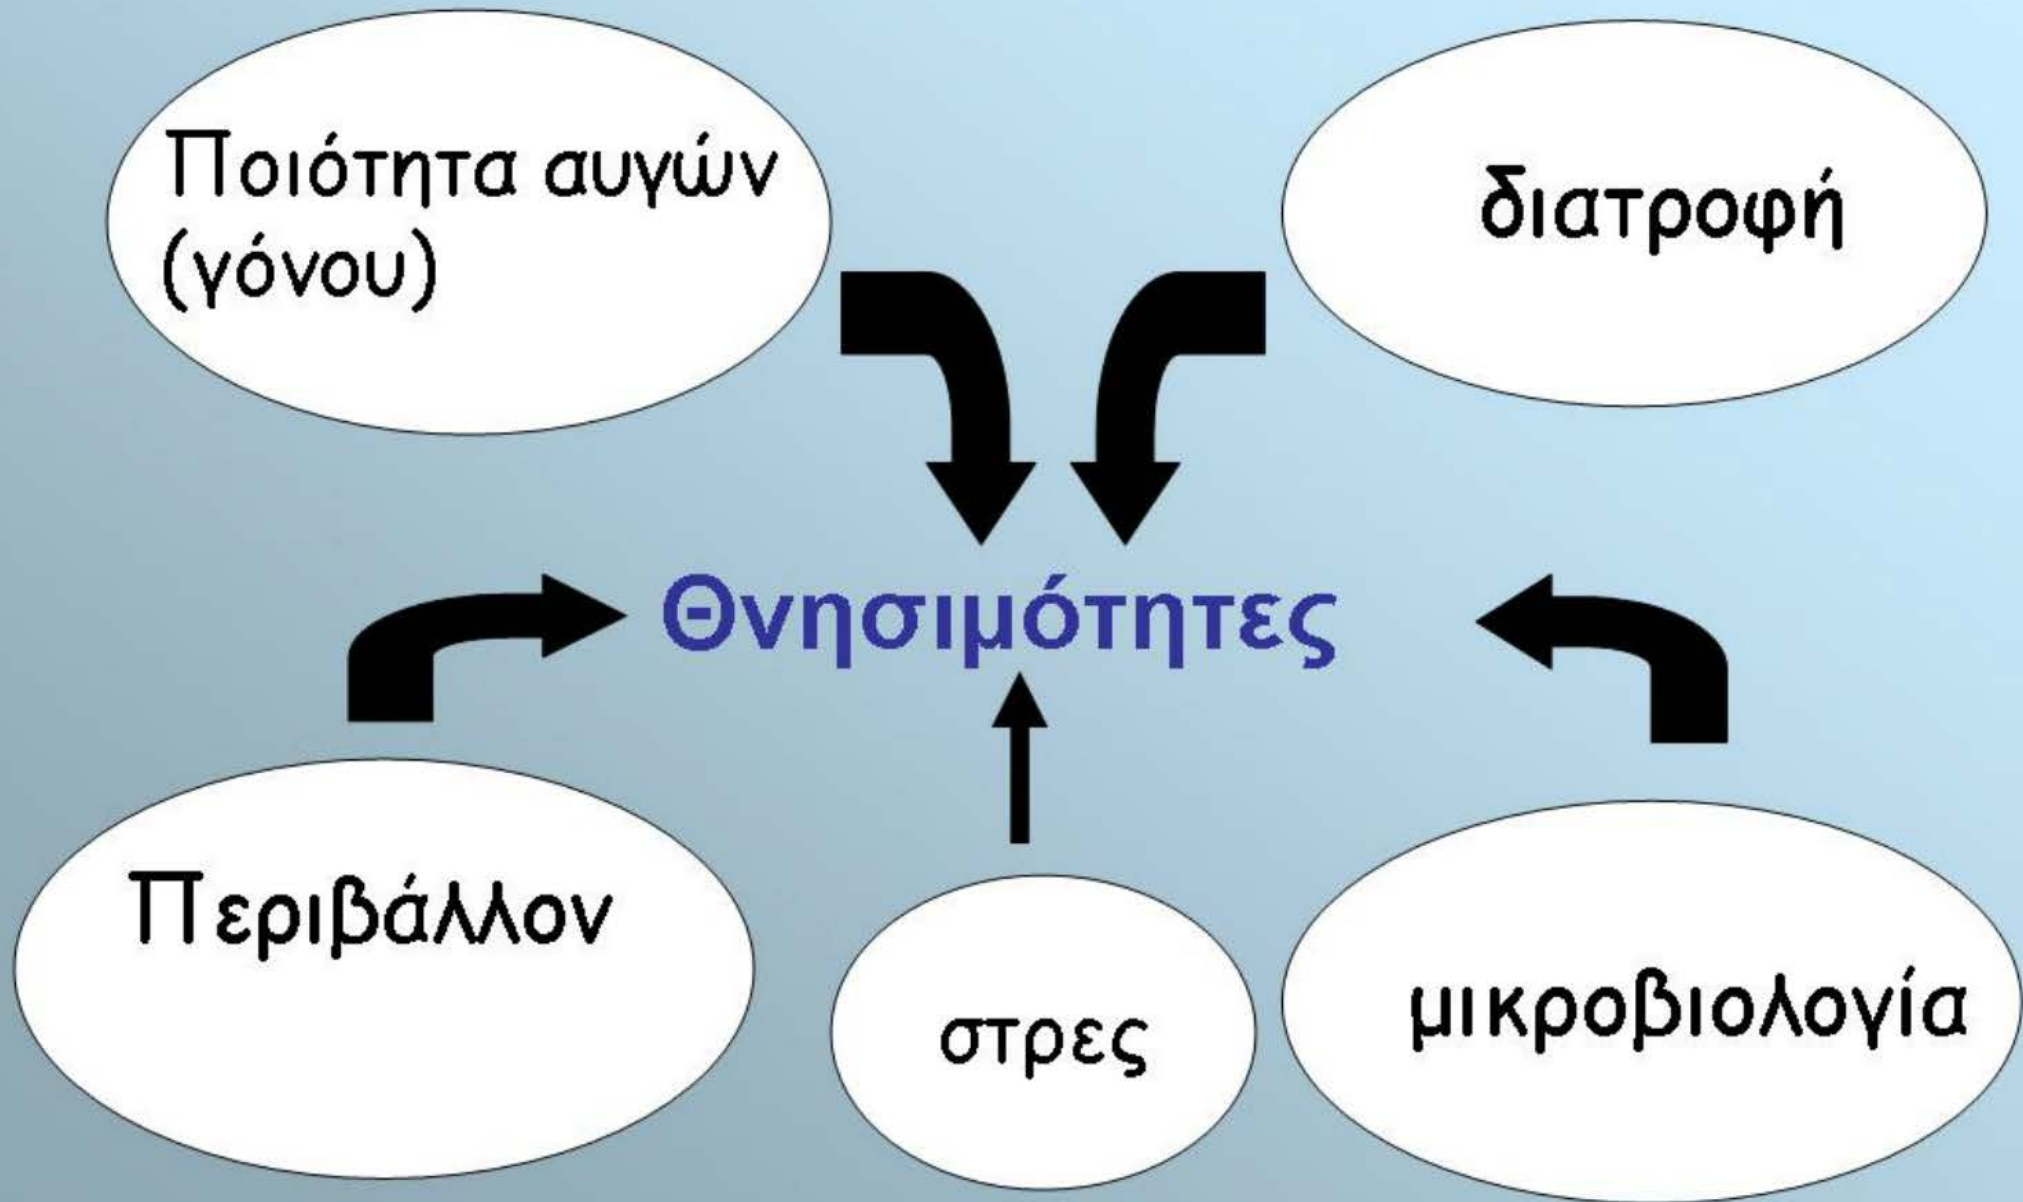 Ποιότητα αυγών
(γόνου)
διατροφή
Θνησιμότητες
Περιβάλλον
στρες
μικροβιολογία